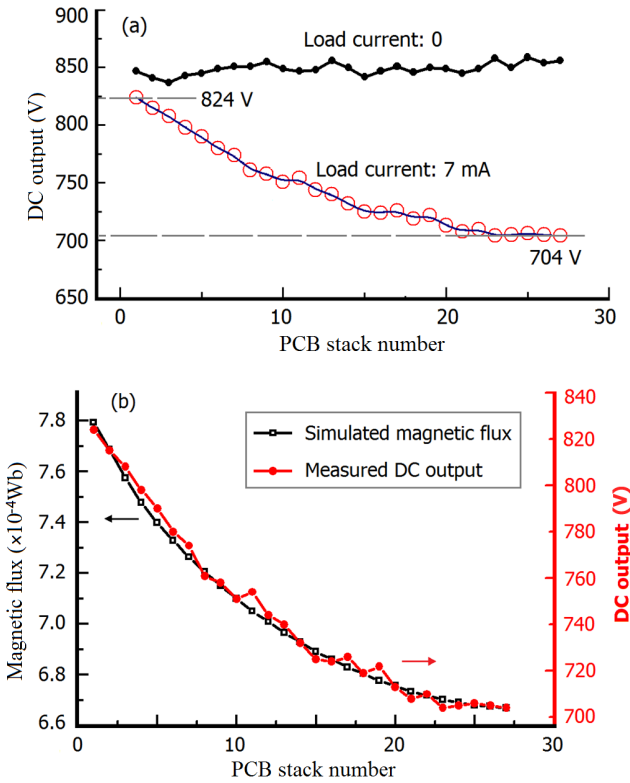 (a)
Load current: 0
900
850
800
750
700
650
DC output (V)
824 V
Load current: 7 mA
704 V
0
10
20
30
PCB stack number
(b)
Simulated magnetic flux
Measured DC output
7.8
7.6
7.4
7.2
7.0
6.8
6.6
Magnetic flux (×10-4Wb)
840
820
800
780
760
740
720
700
DC output (V)
0
10
20
30
PCB stack number